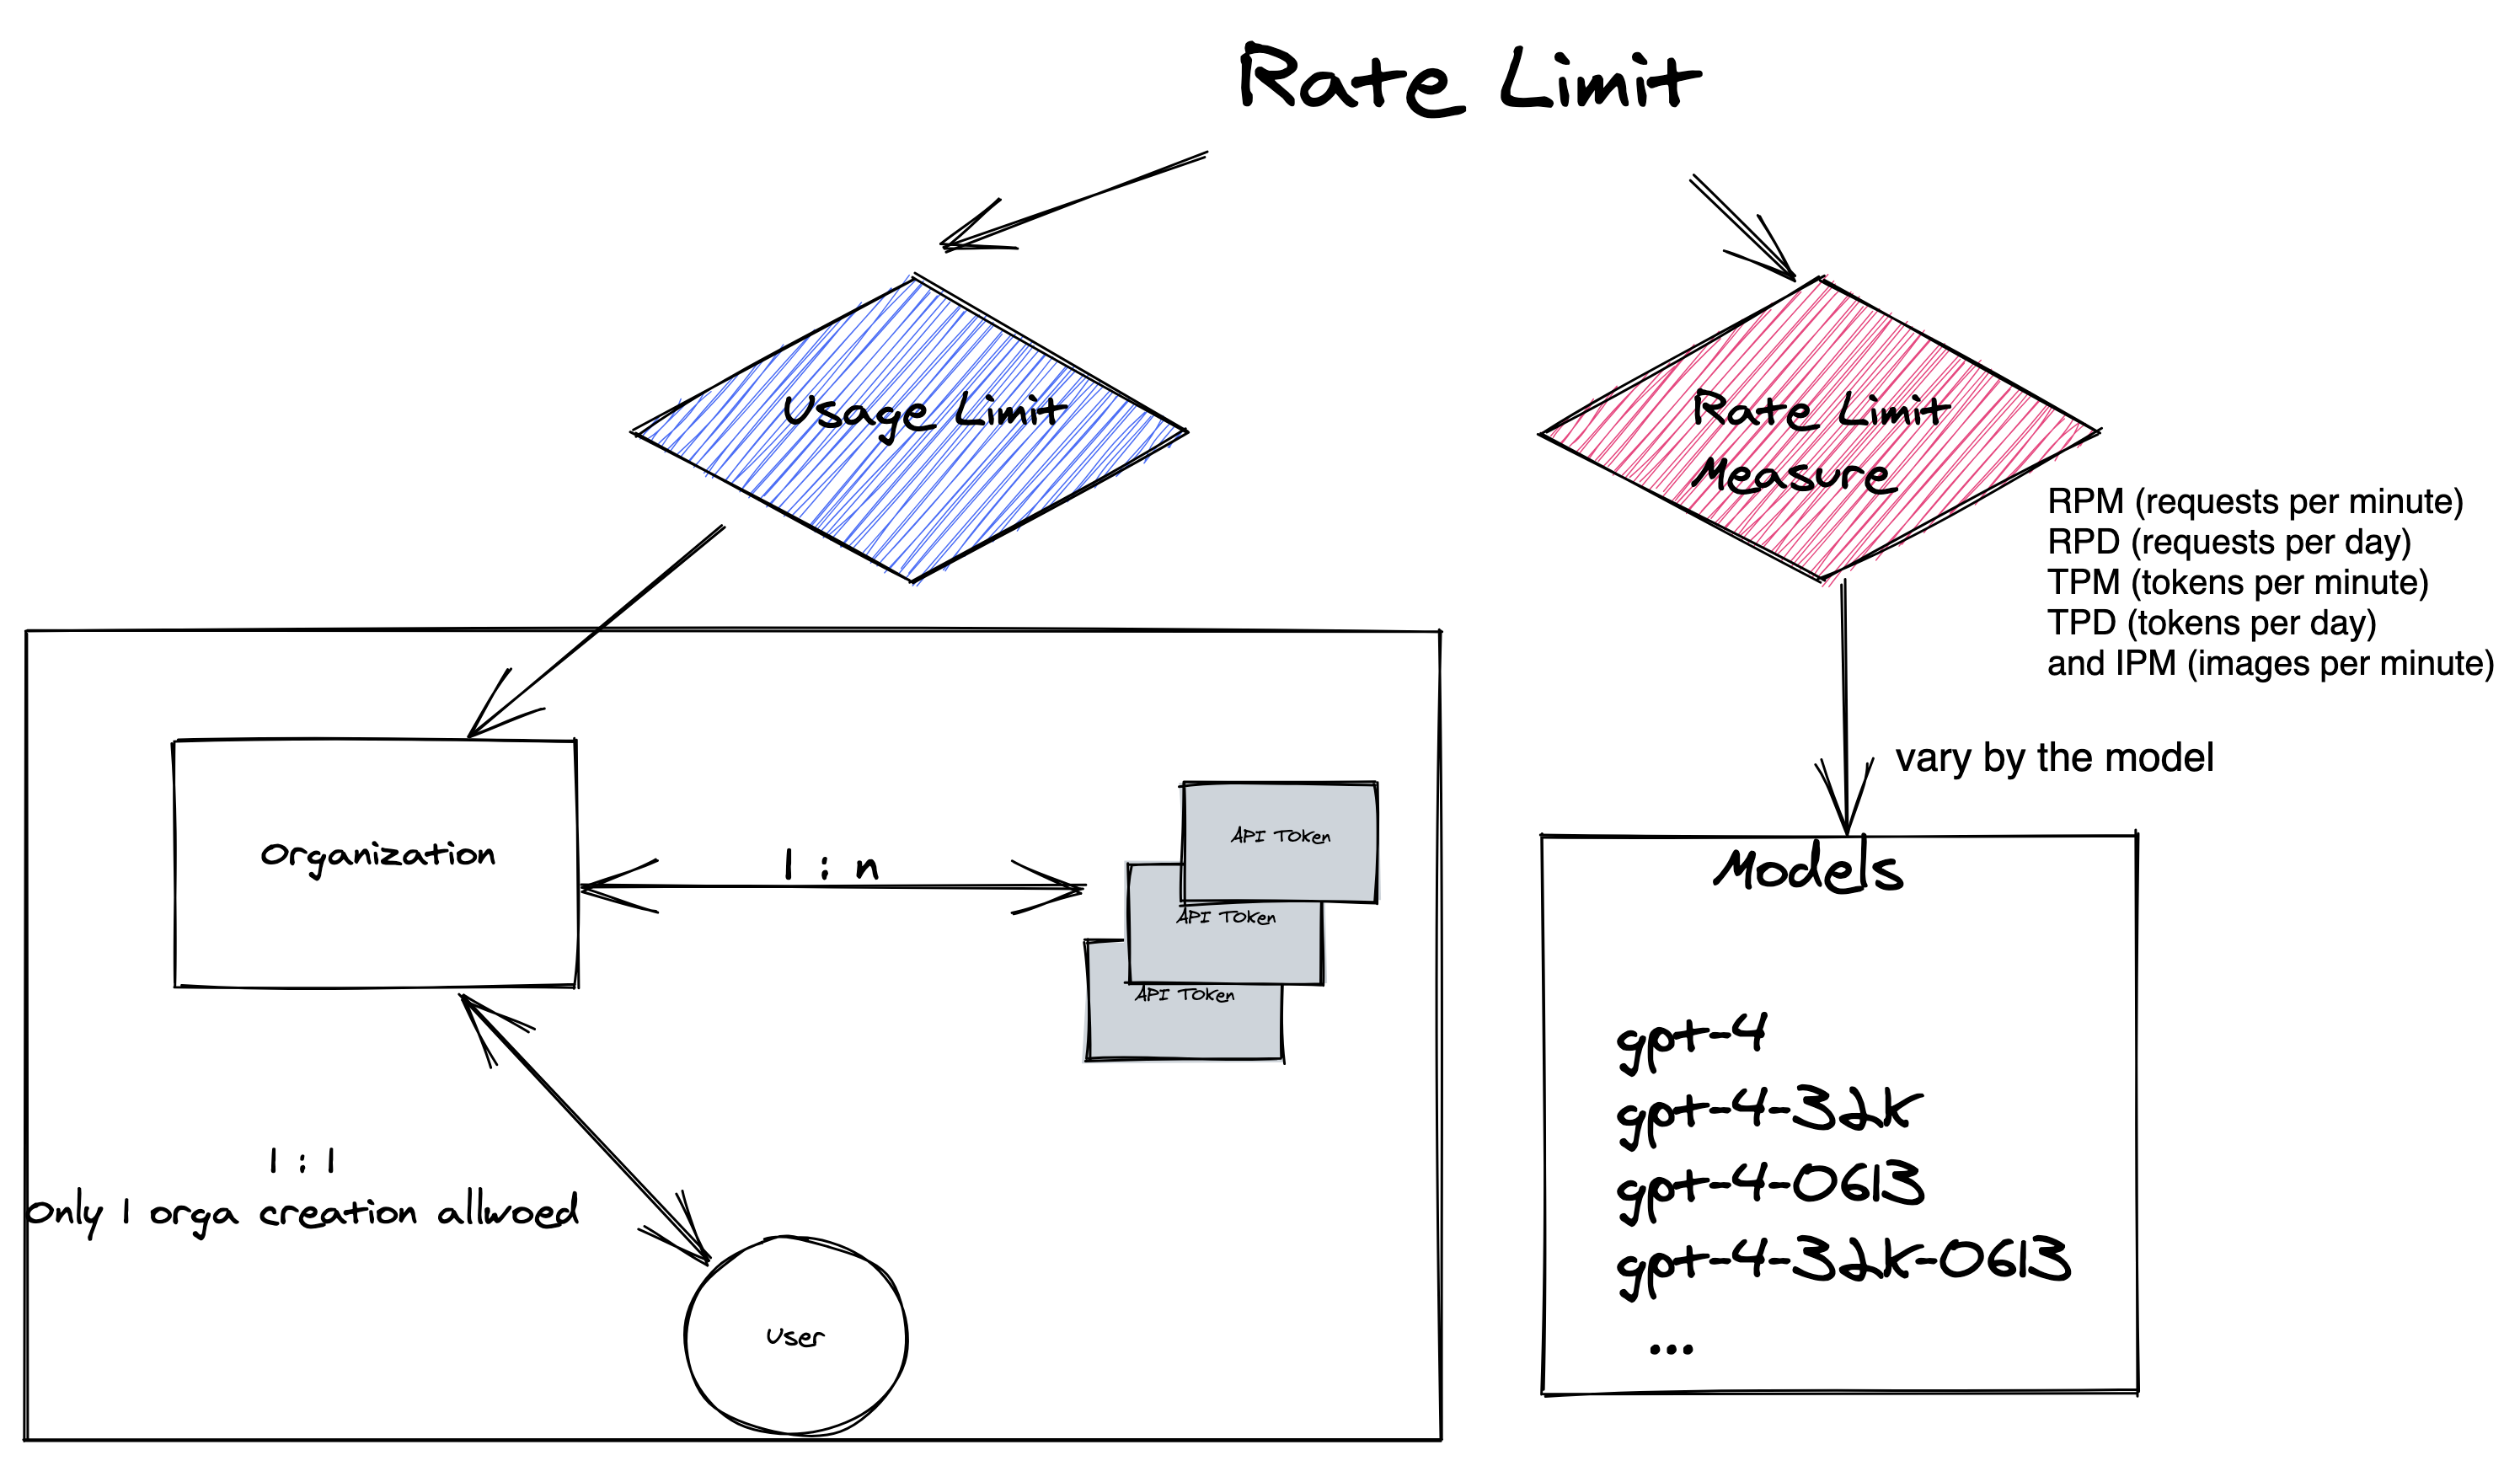 Rate Limit
Usage Limit
Rate Limit
Measure
RPM (requests per minute)
RPD (requests per day)
TPM (tokens per minute)
TPD (tokens per day)
and IPM (images per minute)
vary by the model
Organization
1 : n
API Token
API Token
API Token
1 : 1
Only 1 orga creation allwoed
User
Models
gpt-4
gpt-4-32k
gpt-4-0613
gpt-4-32k-0613
...